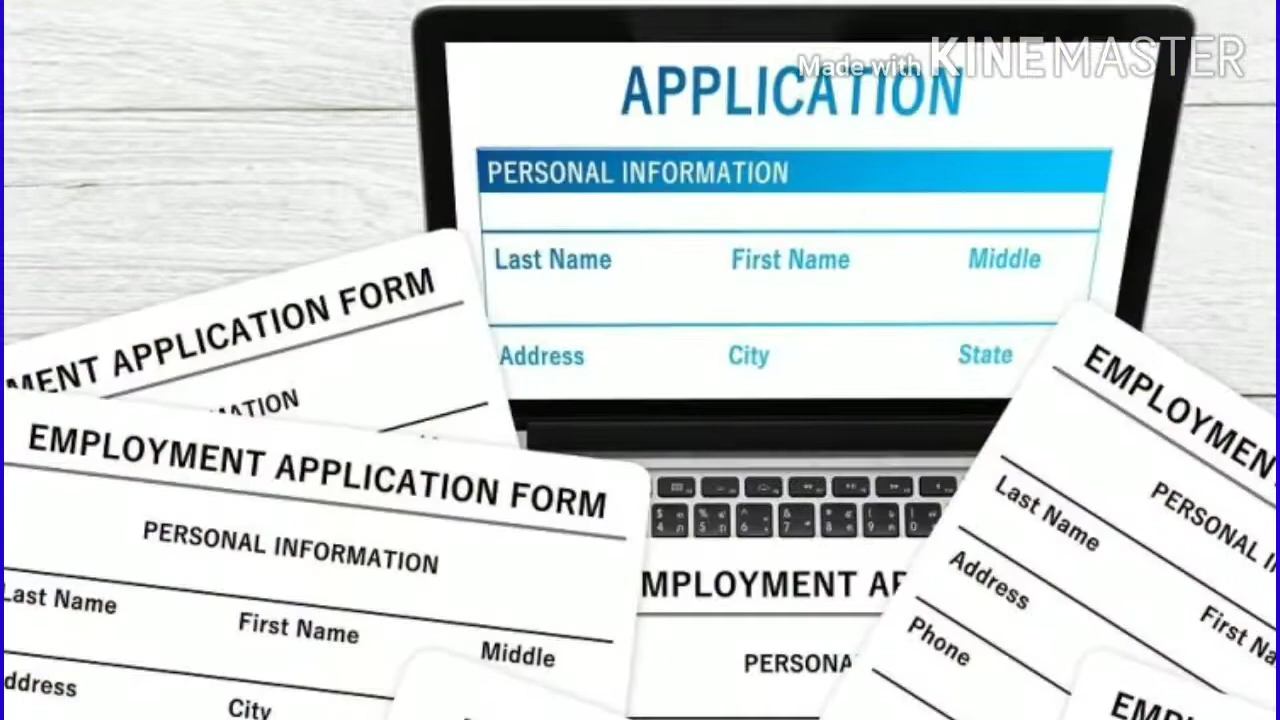 Made with KINEMASTER
APPLICATION
PERSONAL INFORMATION
Last Name First Name Middle
Address City State
MENT APPLICATION FORM
EMPLOYMENT APPLICATION FORM
PERSONAL INFORMATION
Last Name First Name Middle
ddress City
MPLOYMENT AP
PERSONA
EMPLOYMEN
PERSONAL I
Last Name First Na
Address
Phone